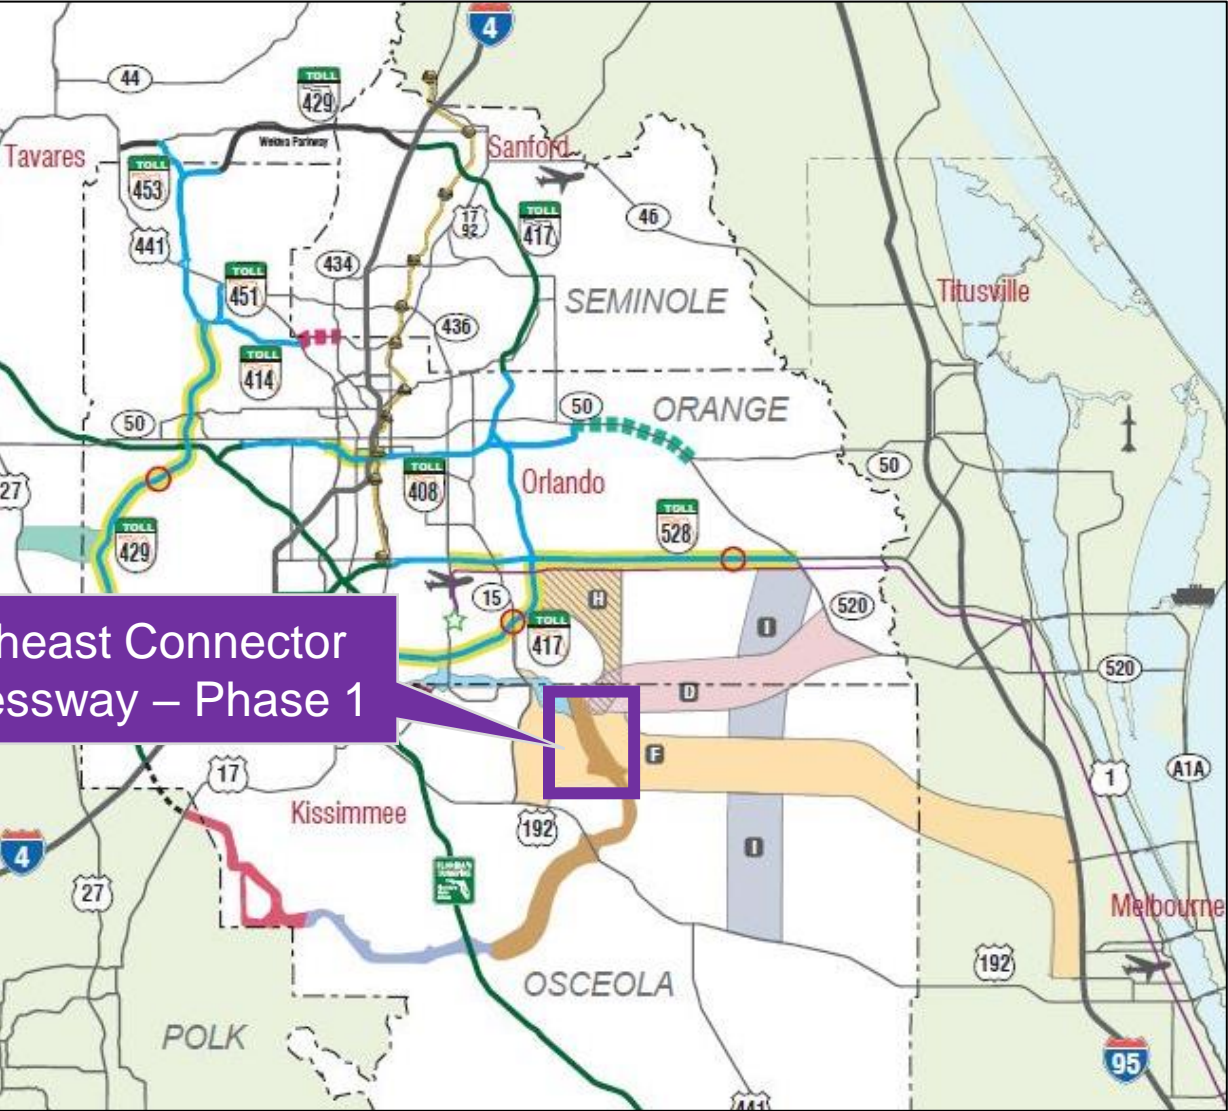 4
44
TOLL
429
Wekiva Parkway
Tavares
Sanford
TOLL
453
17
92
TOLL
417
46
441
434
TOLL
451
Titusville
SEMINOLE
436
TOLL
414
50
50
ORANGE
50
27
TOLL
408
Orlando
TOLL
528
TOLL
429
15
H
520
TOLL
417
I
heast Connector
essway – Phase 1
520
D
F
17
1
A1A
Kissimmee
192
4
I
27
Melbourne
192
OSCEOLA
POLK
95
441